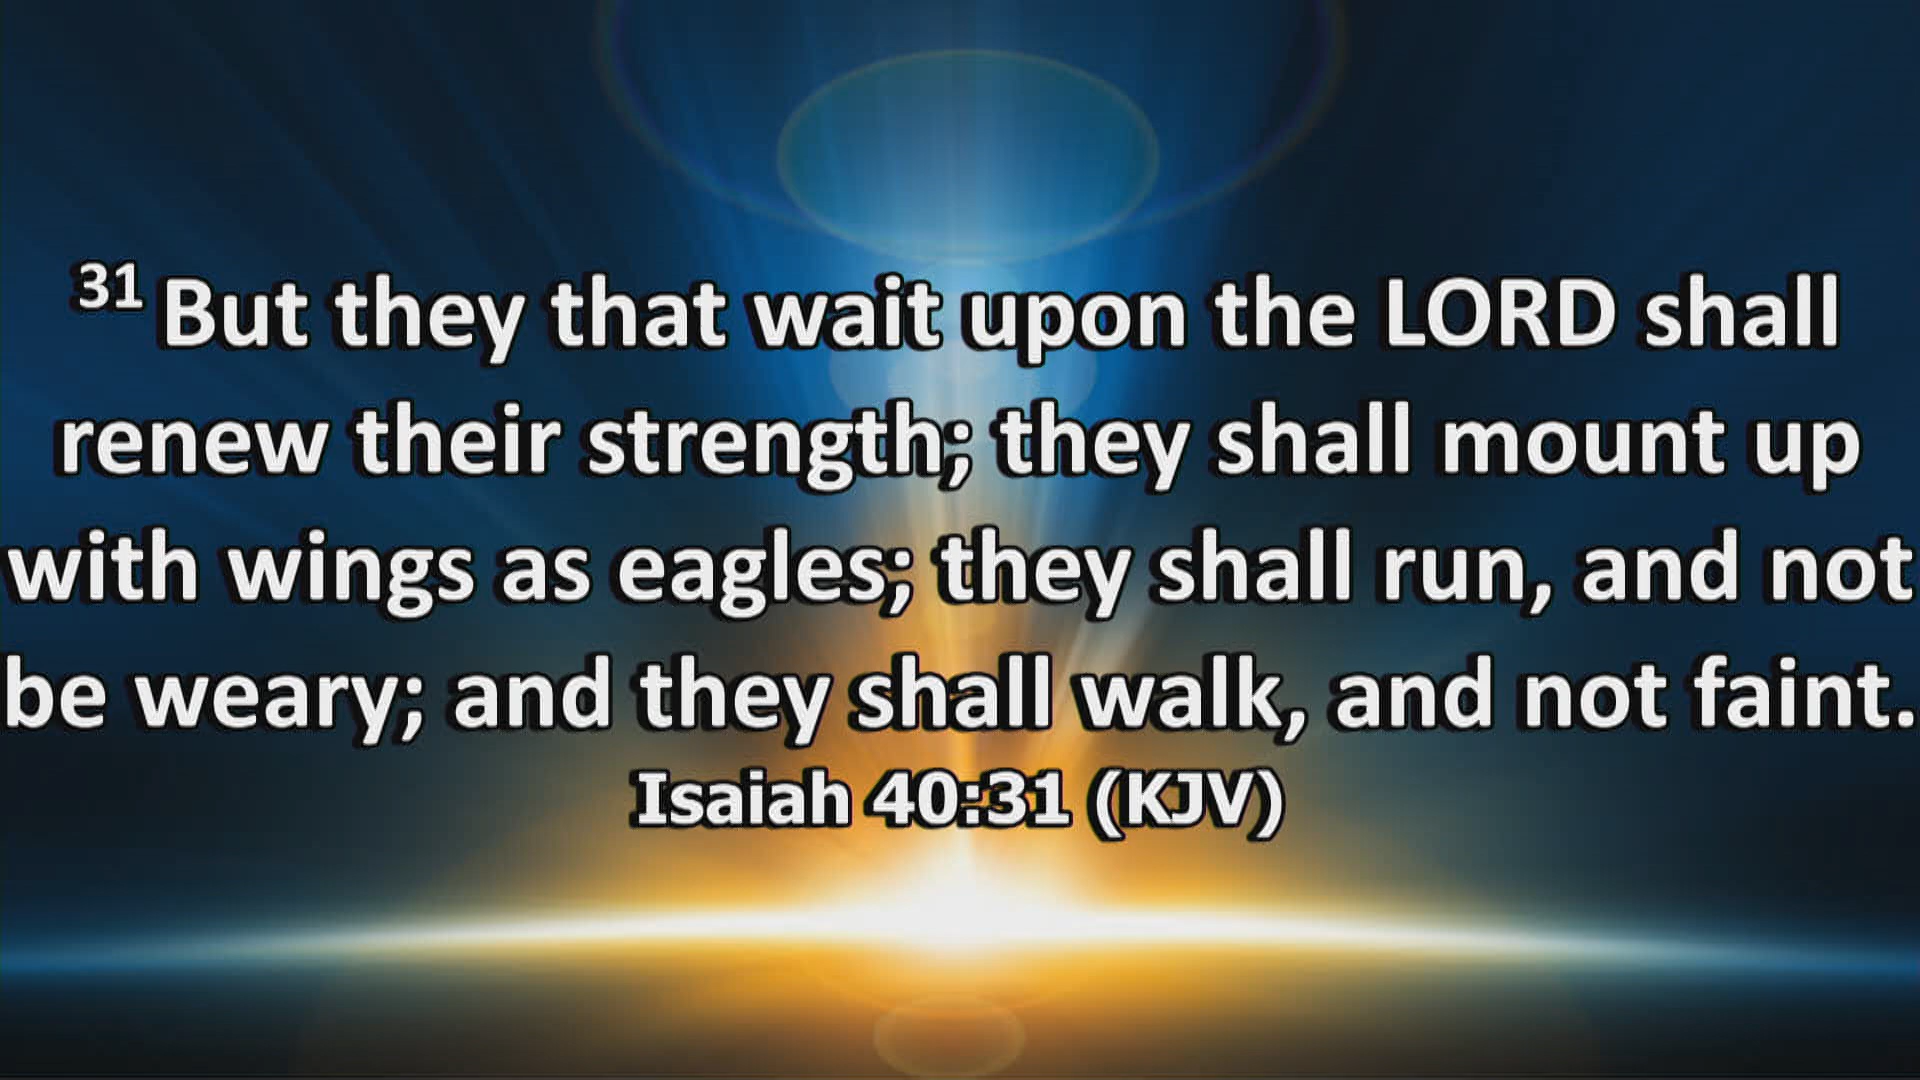 31 But they that wait upon the LORD shall
renew their strength; they shall mount up
with wings as eagles; they shall run, and not
be weary; and they shall walk, and not faint.
Isaiah 40:31 (KJV)